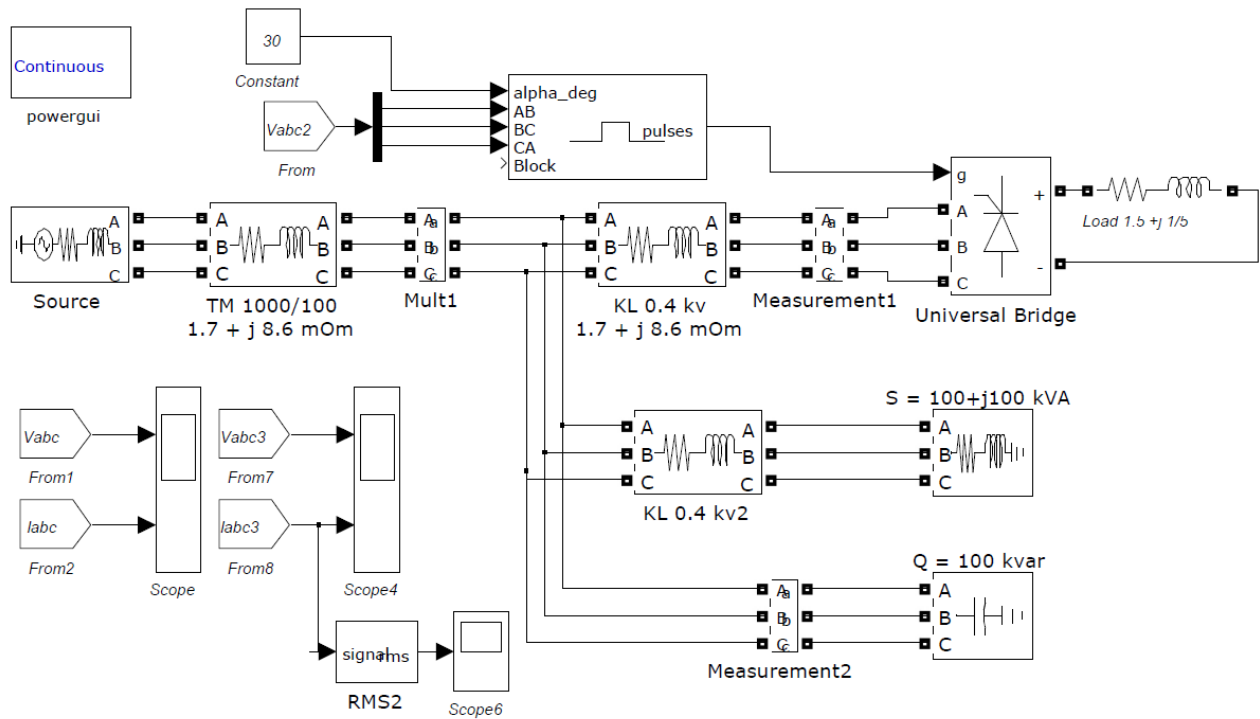 30
Constant
Continuous
powergui
Vabc2
From
alpha_deg
AB
BC
CA
Block
pulses
g
A
B
C
+
-
Universal Bridge
Load 1.5 +j 1/5
A
B
C
Source
A
B
C
A
B
C
TM 1000/100
1.7 + j 8.6 mOm
A a
B b
C c
Mult1
A
B
C
A
B
C
KL 0.4 kv
1.7 + j 8.6 mOm
A a
B b
C c
Measurement1
Vabc
From1
Iabc
From2
Scope
Vabc3
From7
Iabc3
From8
Scope4
signal rms
RMS2
Scope6
A
B
C
A
B
C
KL 0.4 kv2
S = 100+j100 kVA
A
B
C
A a
B b
C c
Measurement2
Q = 100 kvar
A
B
C